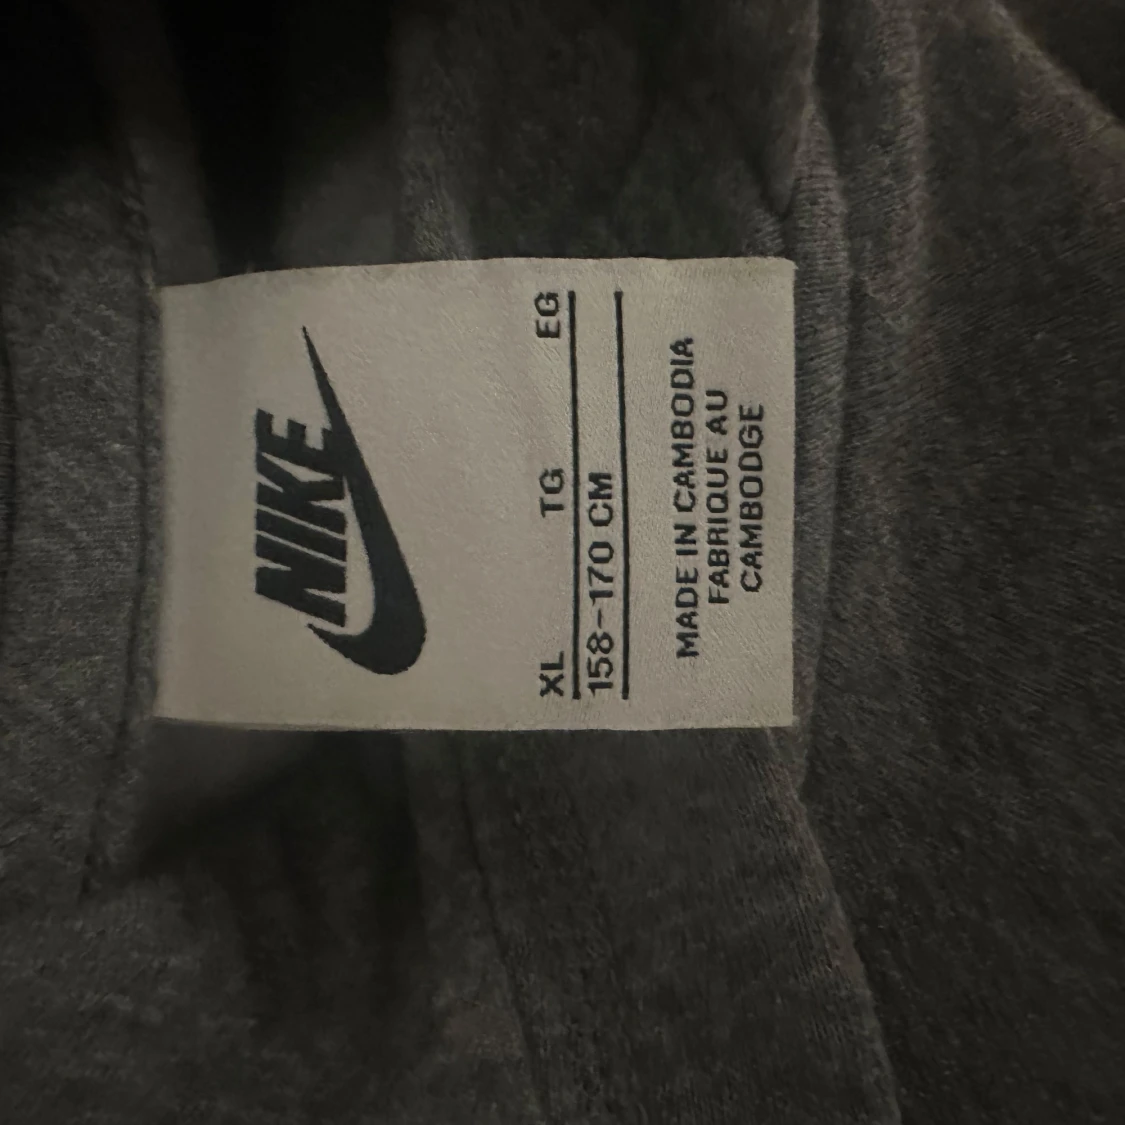 NIKE
XL TG EG
158-170 CM
MADE IN CAMBODIA
FABRIQUE AU
CAMBODGE